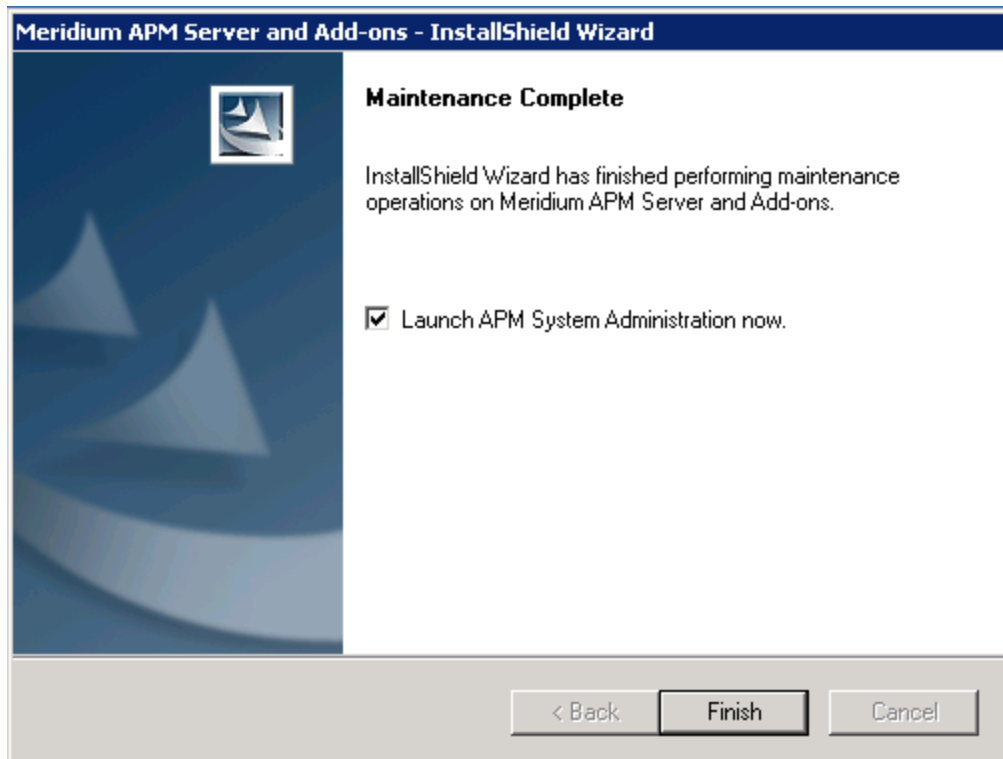 Meridium APM Server and Add-ons - InstallShield Wizard
Maintenance Complete
InstallShield Wizard has finished performing maintenance
operations on Meridium APM Server and Add-ons.
Launch APM System Administration now.
< Back
Finish
Cancel